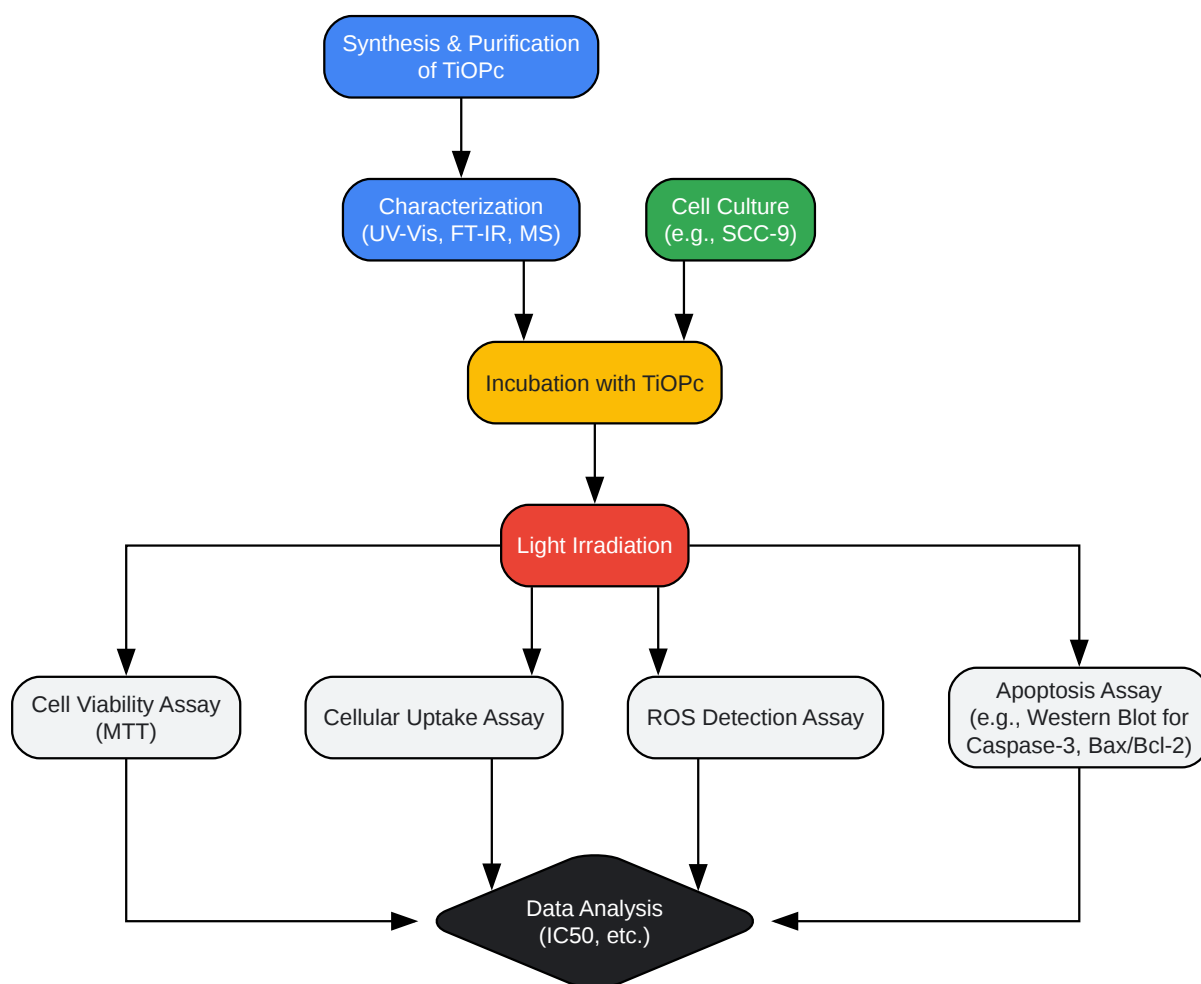 Synthesis & Purification
of TiOPc
Characterization
(UV-Vis, FT-IR, MS)
Cell Culture
(e.g., SCC-9)
Incubation with TiOPc
Light Irradiation
Cell Viability Assay
(MTT)
Cellular Uptake Assay
ROS Detection Assay
Apoptosis Assay
(e.g., Western Blot for
Caspase-3, Bax/Bcl-2)
Data Analysis
(IC50, etc.)